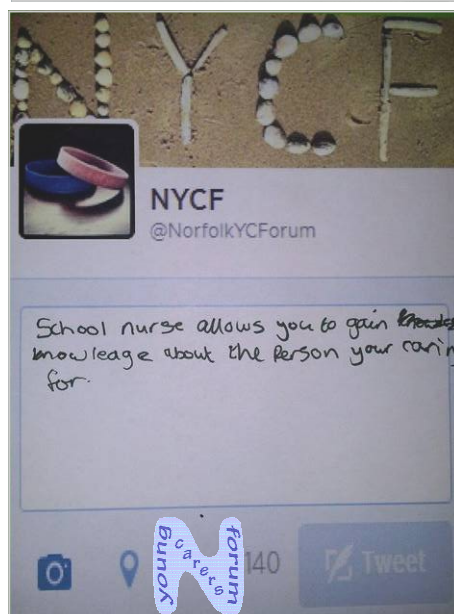 NYCF
NYCF
@NorfolkYCForum
School nurse allows you to gain
knowleage about the Person your carin
for.
young carers forum
140
Tweet